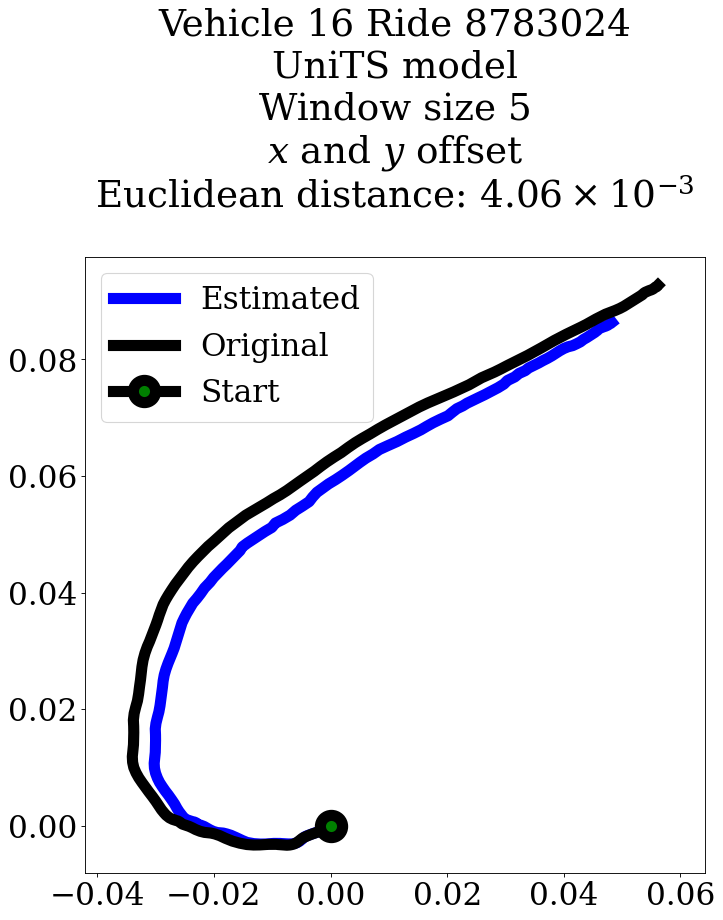 Vehicle 16 Ride 8783024
UniTS model
Window size 5
x and y offset
Euclidean distance: 4.06 × 10⁻³
Estimated
Original
Start
0.08
0.06
0.04
0.02
0.00
−0.04 −0.02 0.00 0.02 0.04 0.06